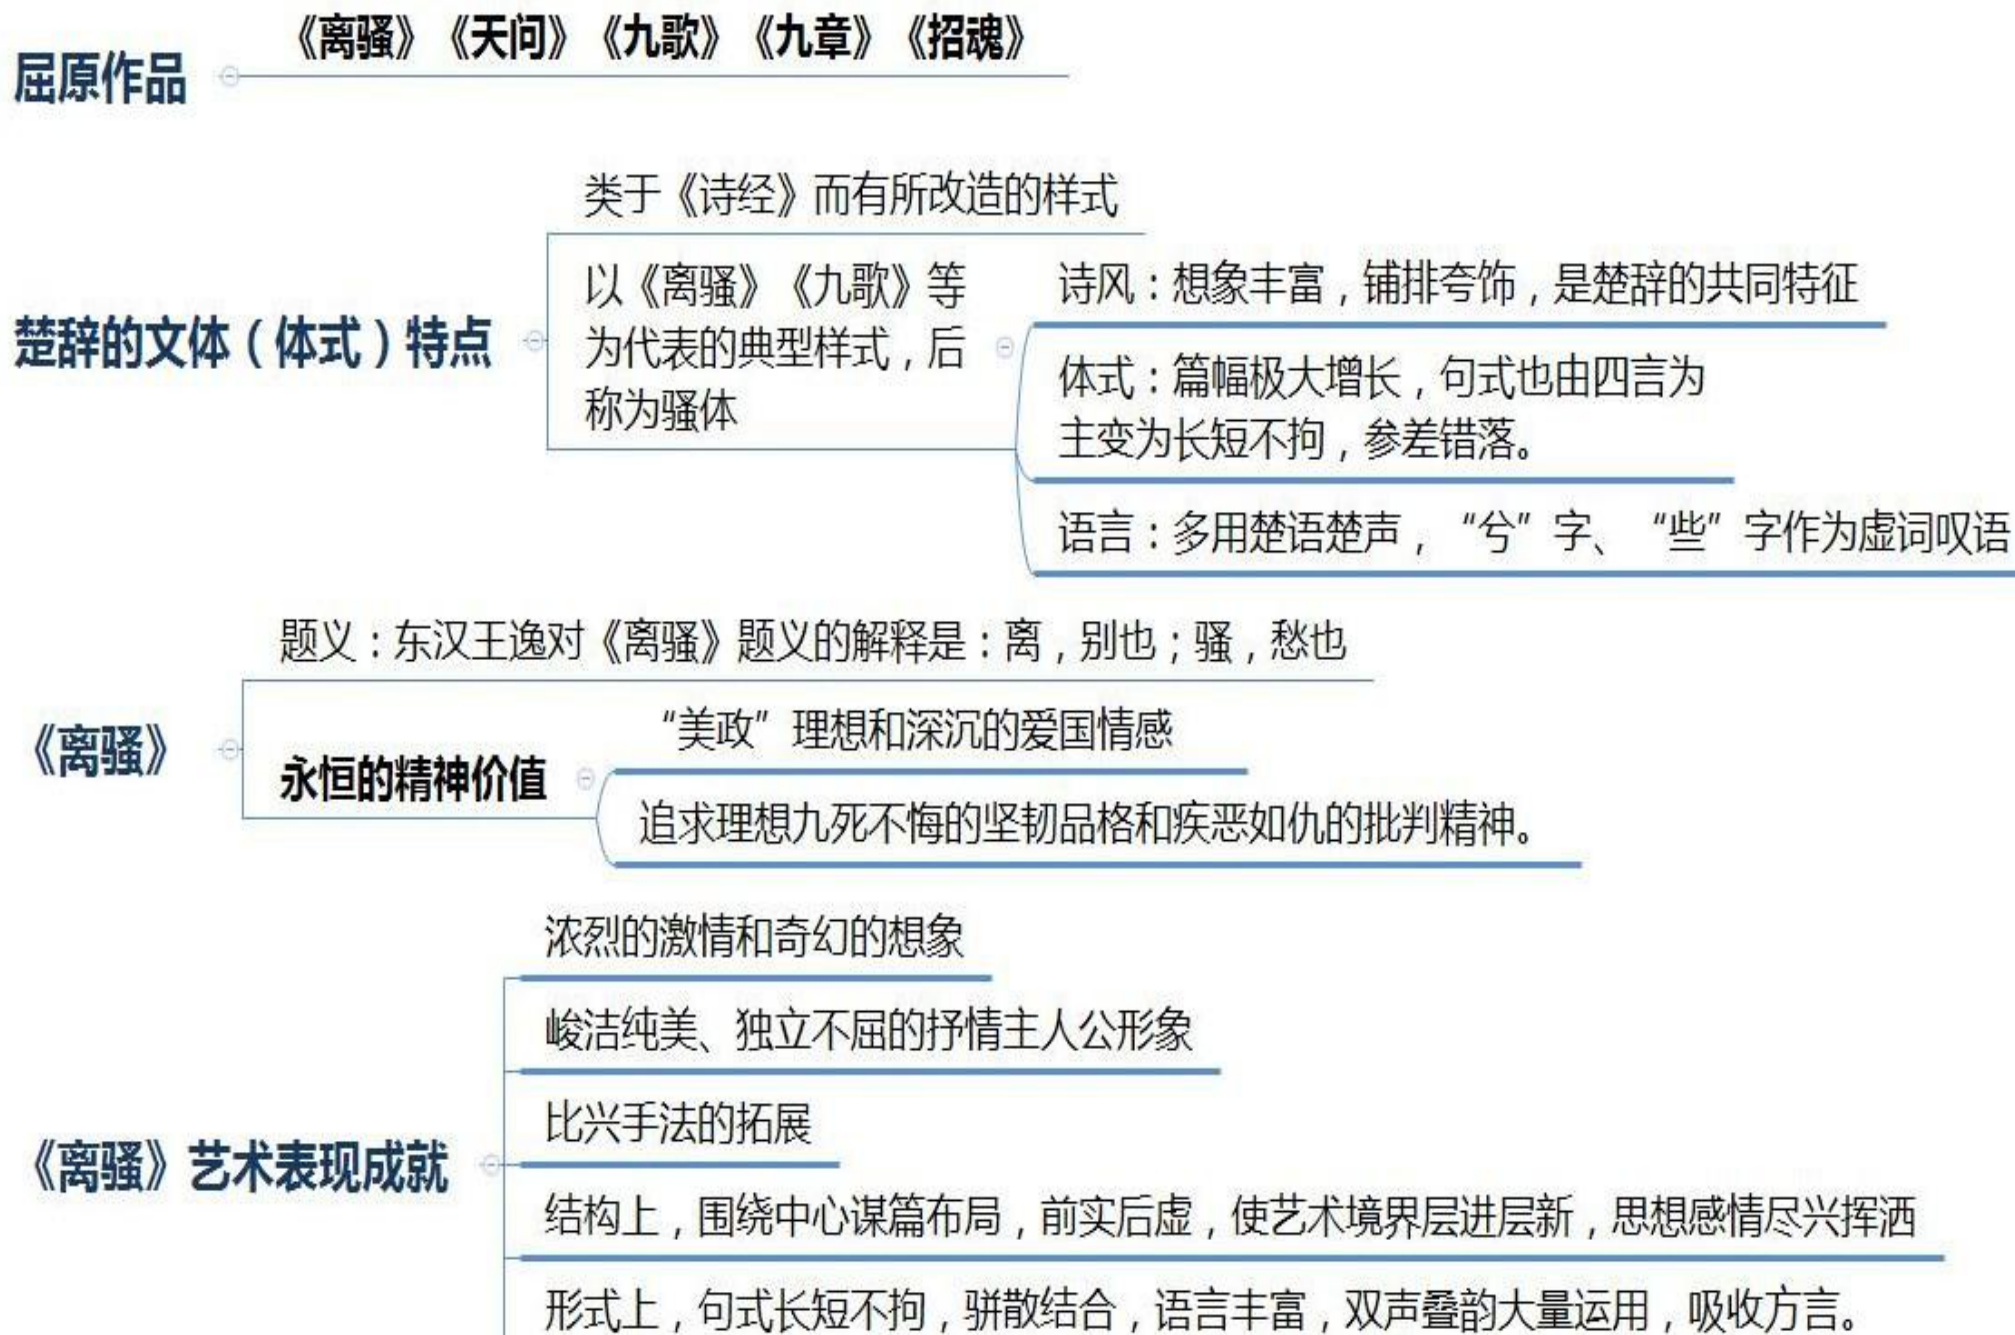 屈原作品
《离骚》《天问》《九歌》《九章》《招魂》
楚辞的文体（体式）特点
类于《诗经》而有所改造的样式
以《离骚》《九歌》等
为代表的典型样式，后
称为骚体
诗风：想象丰富，铺排夸饰，是楚辞的共同特征
体式：篇幅极大增长，句式也由四言为
主变为长短不拘，参差错落。
语言：多用楚语楚声，“兮”字、“些”字作为虚词叹语
《离骚》
题义：东汉王逸对《离骚》题义的解释是：离，别也；骚，愁也
永恒的精神价值
“美政”理想和深沉的爱国情感
追求理想九死不悔的坚韧品格和疾恶如仇的批判精神。
《离骚》艺术表现成就
浓烈的激情和奇幻的想象
峻洁纯美、独立不屈的抒情主人公形象
比兴手法的拓展
结构上，围绕中心谋篇布局，前实后虚，使艺术境界层进层新，思想感情尽兴挥洒
形式上，句式长短不拘，骈散结合，语言丰富，双声叠韵大量运用，吸收方言。